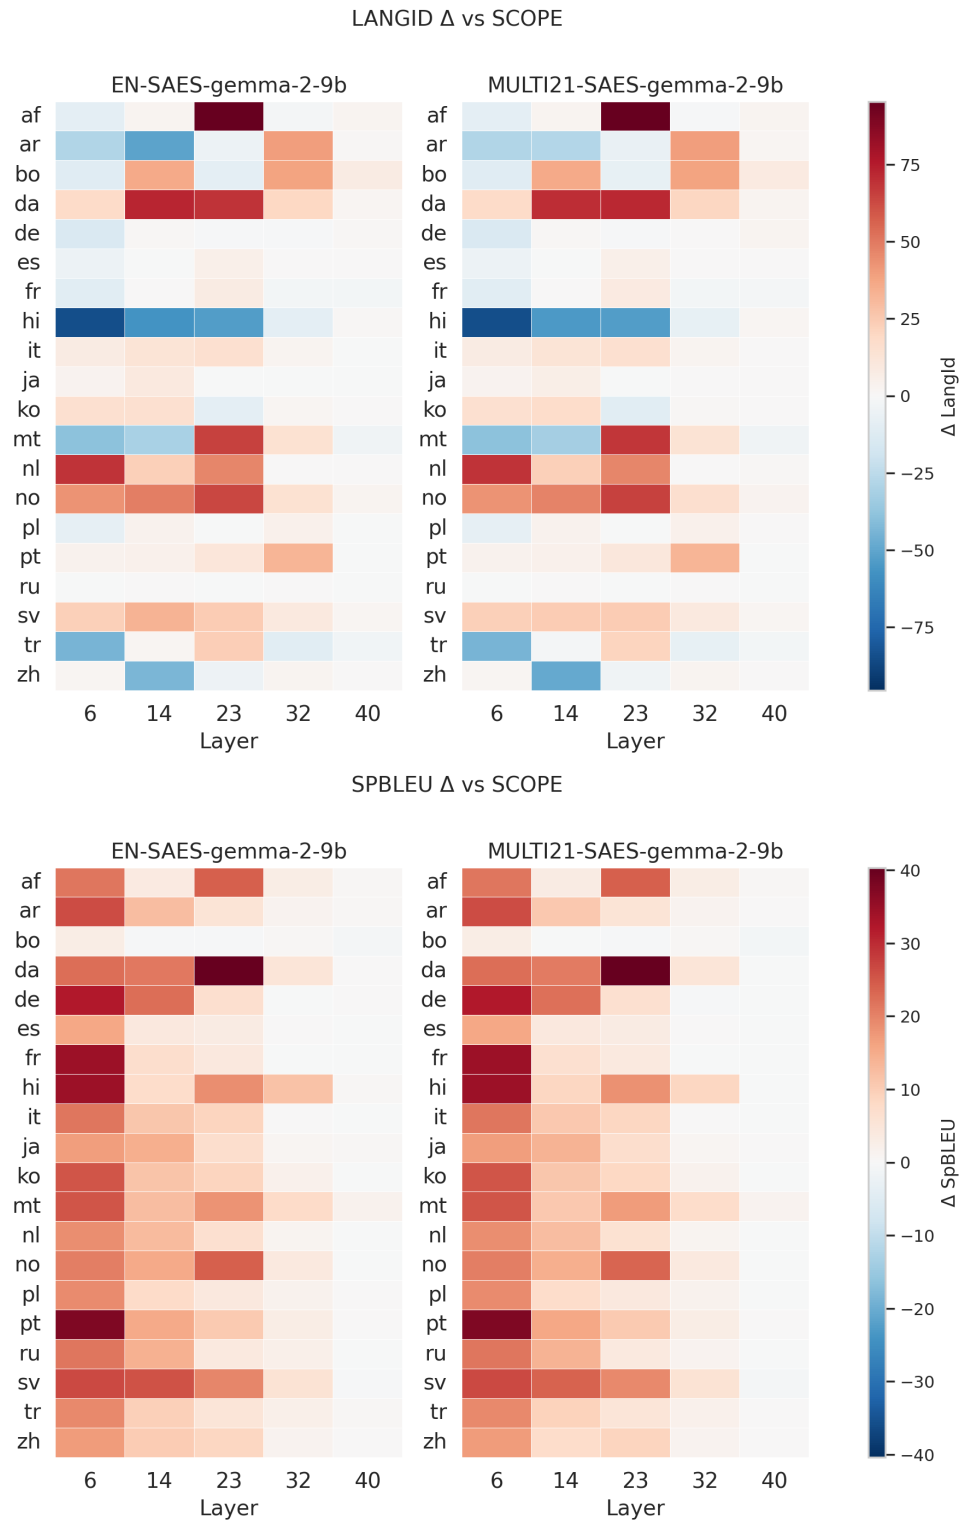 LANGID Δ vs SCOPE
EN-SAES-gemma-2-9b
MULTI21-SAES-gemma-2-9b
af
ar
bo
da
de
es
fr
hi
it
ja
ko
mt
nl
no
pl
pt
ru
sv
tr
zh
6 14 23 32 40
Layer
af
ar
bo
da
de
es
fr
hi
it
ja
ko
mt
nl
no
pl
pt
ru
sv
tr
zh
6 14 23 32 40
Layer
75
50
25
0
−25
−50
−75
Δ LangId
SPBLEU Δ vs SCOPE
EN-SAES-gemma-2-9b
MULTI21-SAES-gemma-2-9b
af
ar
bo
da
de
es
fr
hi
it
ja
ko
mt
nl
no
pl
pt
ru
sv
tr
zh
6 14 23 32 40
Layer
af
ar
bo
da
de
es
fr
hi
it
ja
ko
mt
nl
no
pl
pt
ru
sv
tr
zh
6 14 23 32 40
Layer
40
30
20
10
0
−10
−20
−30
−40
Δ SpBLEU